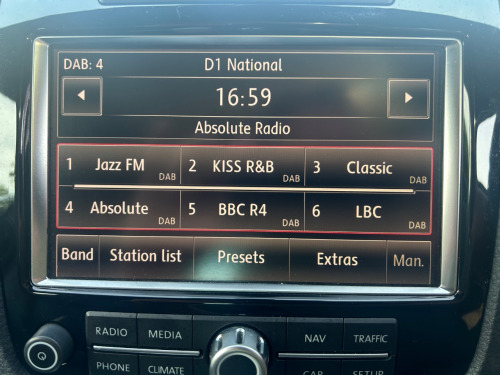 DAB: 4 D1 National
16:59
Absolute Radio
1 Jazz FM DAB 2 KISS R&B DAB 3 Classic DAB
4 Absolute DAB 5 BBC R4 DAB 6 LBC DAB
Band Station list Presets Extras Man.
RADIO MEDIA NAV TRAFFIC
PHONE CLIMATE CAR SETUP